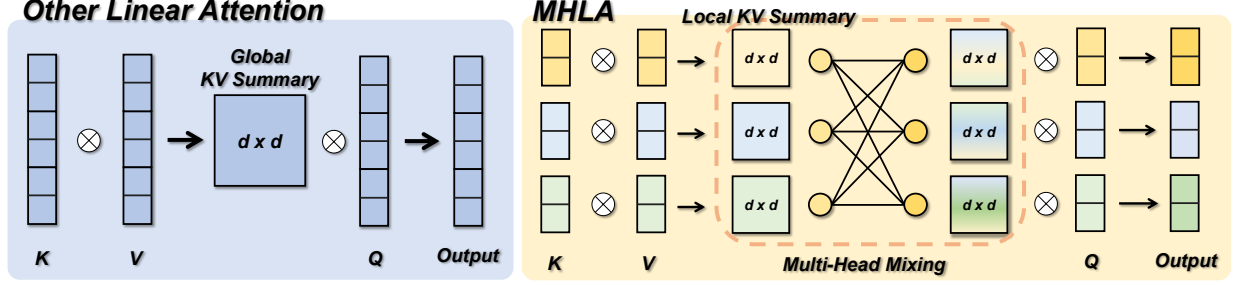 Other Linear Attention
Global
KV Summary
d x d
K
V
Q
Output
MHLA
Local KV Summary
d x d
d x d
d x d
d x d
d x d
d x d
K
V
Multi-Head Mixing
Q
Output